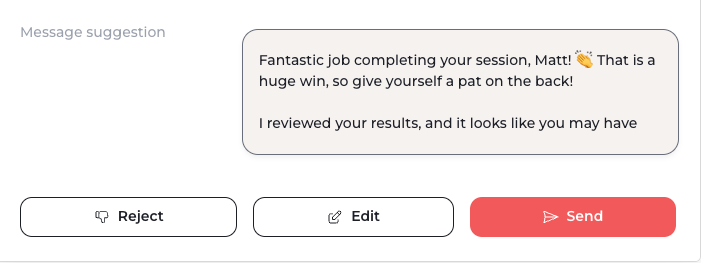 Message suggestion
Fantastic job completing your session, Matt! 👏 That is a
huge win, so give yourself a pat on the back!
I reviewed your results, and it looks like you may have
Reject
Edit
Send